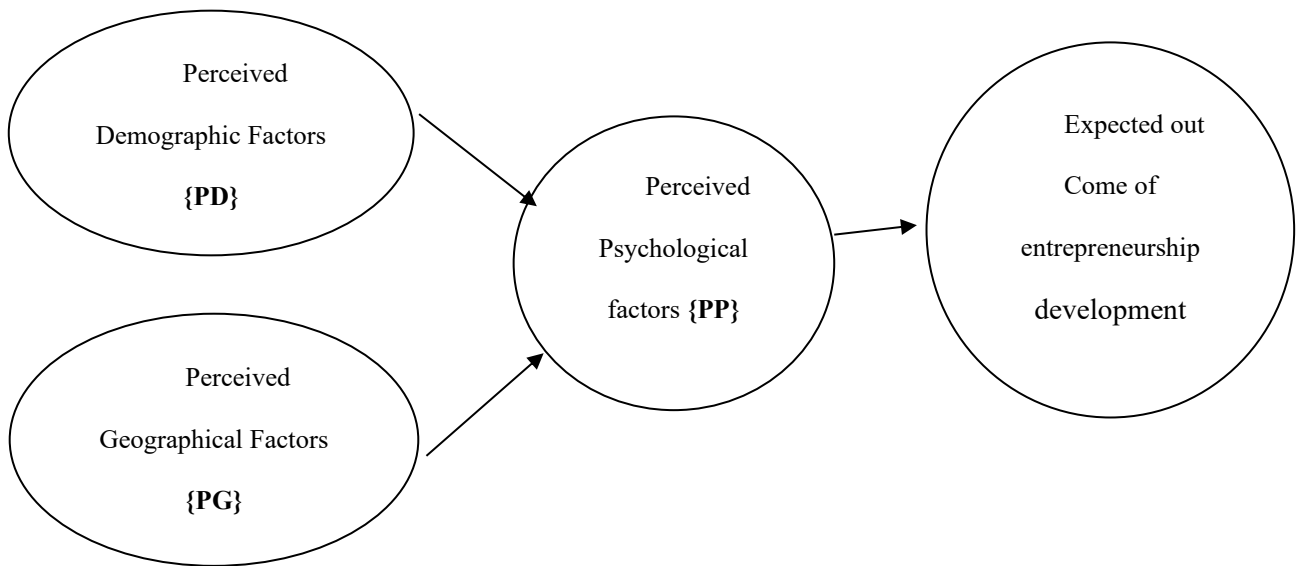 Perceived
Demographic Factors
{PD}
Perceived
Geographical Factors
{PG}
Perceived
Psychological
factors {PP}
Expected out
Come of
entrepreneurship
development